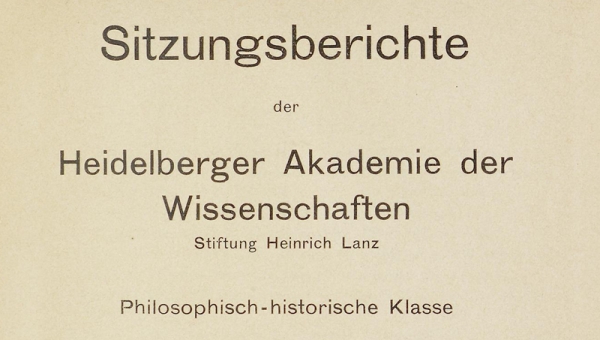 Sitzungsberichte
der
Heidelberger Akademie der
Wissenschaften
Stiftung Heinrich Lanz
Philosophisch-historische Klasse